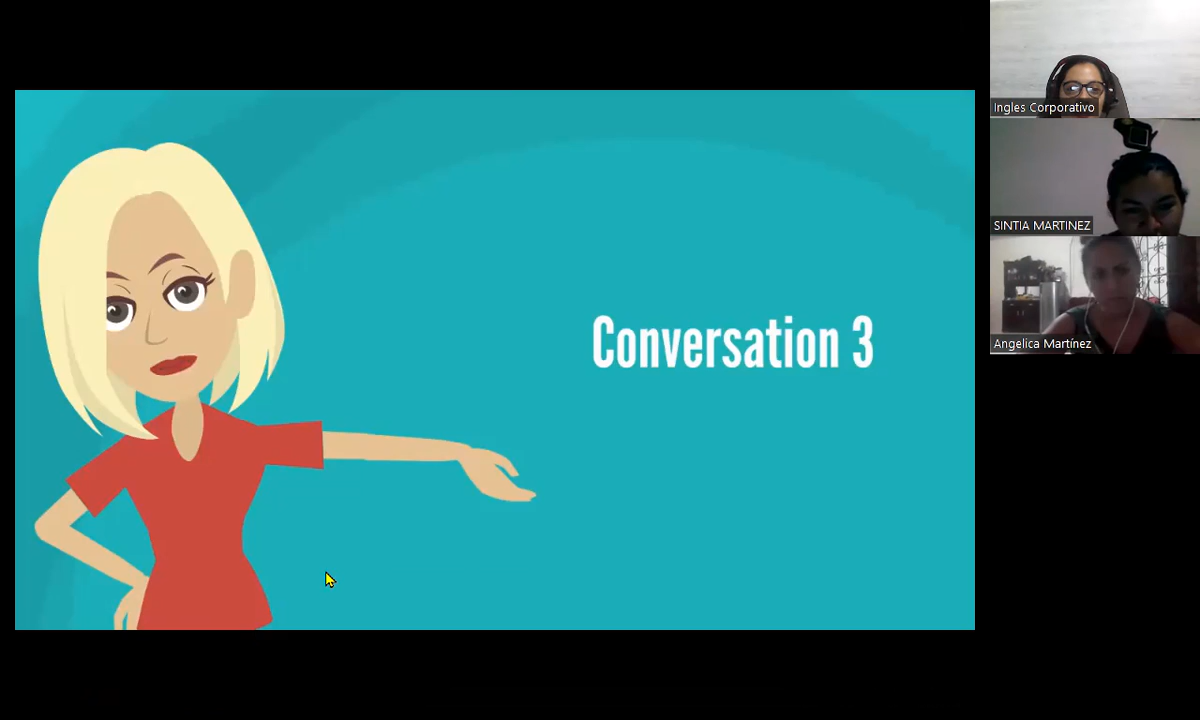 Conversation 3
Ingles Corporativo
SINTIA MARTINEZ
Angelica Martínez